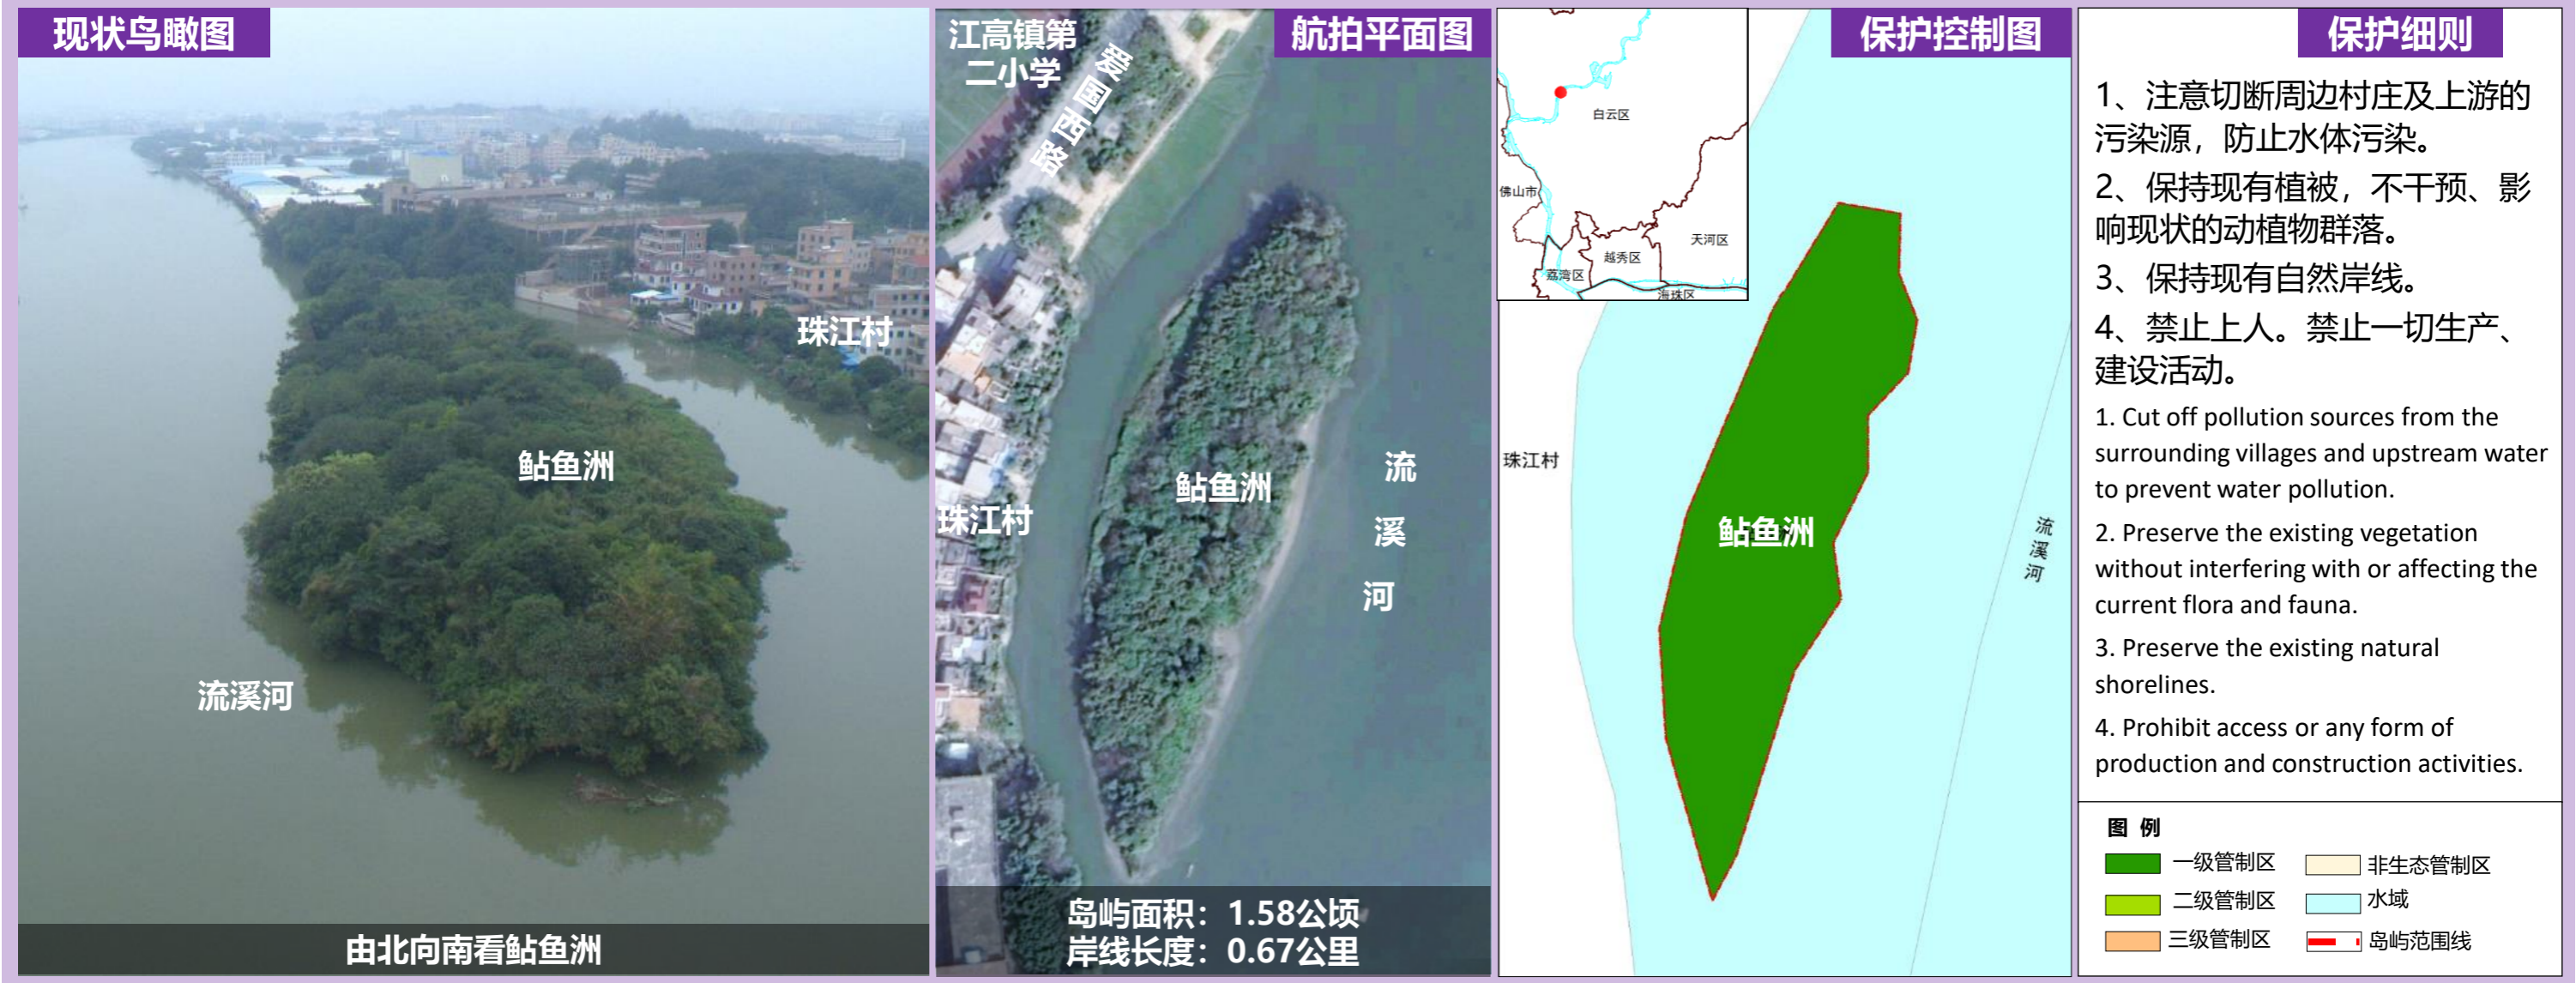 现状鸟瞰图
珠江村
鲇鱼洲
流溪河
由北向南看鲇鱼洲
航拍平面图
江高镇第
二小学
爱国西路
鲇鱼洲
珠江村
流溪河
岛屿面积：1.58公顷
岸线长度：0.67公里
保护控制图
白云区
佛山市
天河区
越秀区
荔湾区
海珠区
珠江村
鲇鱼洲
流溪河
保护细则
1、注意切断周边村庄及上游的
污染源，防止水体污染。
2、保持现有植被，不干预、影
响现状的动植物群落。
3、保持现有自然岸线。
4、禁止上人。禁止一切生产、
建设活动。
1. Cut off pollution sources from the
surrounding villages and upstream water
to prevent water pollution.
2. Preserve the existing vegetation
without interfering with or affecting the
current flora and fauna.
3. Preserve the existing natural
shorelines.
4. Prohibit access or any form of
production and construction activities.
图 例
一级管制区
非生态管制区
二级管制区
水域
三级管制区
岛屿范围线